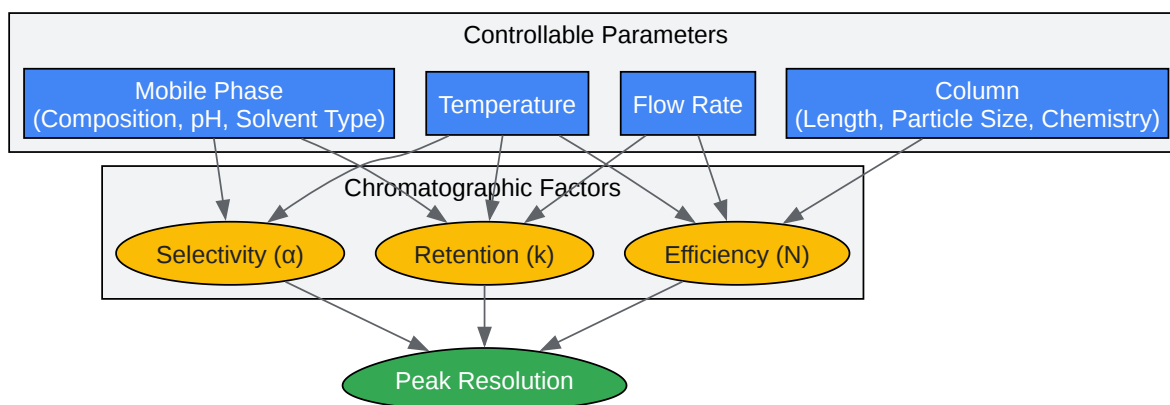 Controllable Parameters
Mobile Phase
(Composition, pH, Solvent Type)
Temperature
Flow Rate
Column
(Length, Particle Size, Chemistry)
Chromatographic Factors
Selectivity (α)
Retention (k)
Efficiency (N)
Peak Resolution